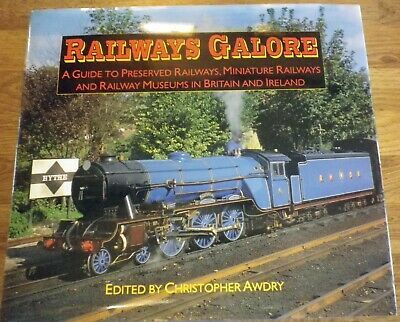 RAILWAYS GALORE
A GUIDE TO PRESERVED RAILWAYS, MINIATURE RAILWAYS
AND RAILWAY MUSEUMS IN BRITAIN AND IRELAND
HYTHE
EDITED BY CHRISTOPHER AWDRY